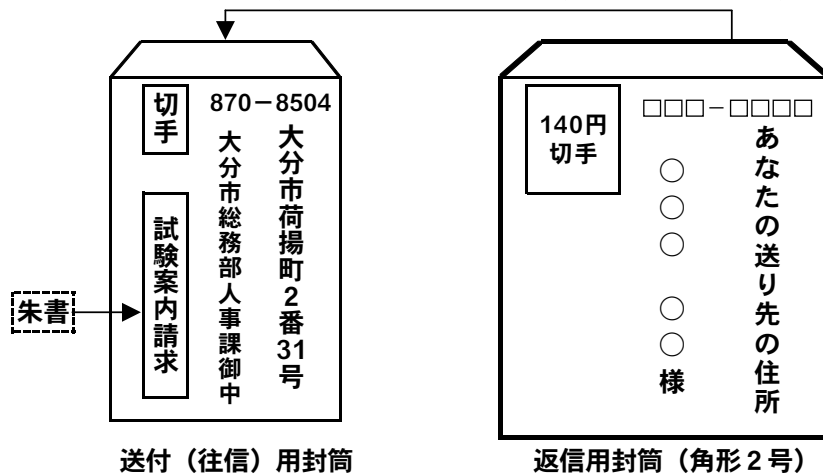 切手
870－8504
大分市荷揚町2番31号
大分市総務部人事課御中
試験案内請求
朱書
送付（往信）用封筒
140円
切手
□□□－□□□□
あなたの送り先の住所
○○○　○○様
返信用封筒（角形２号）